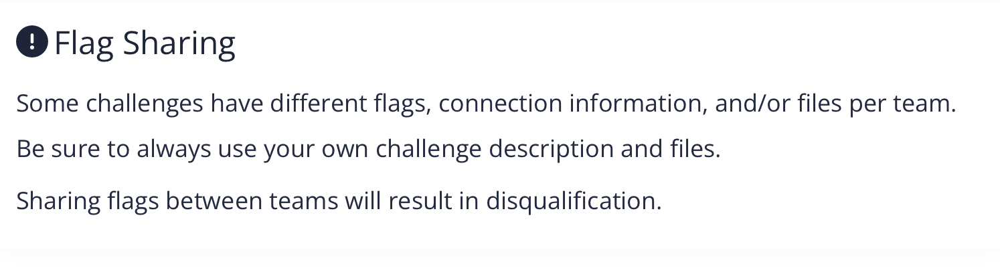 Flag Sharing
Some challenges have different flags, connection information, and/or files per team.
Be sure to always use your own challenge description and files.
Sharing flags between teams will result in disqualification.